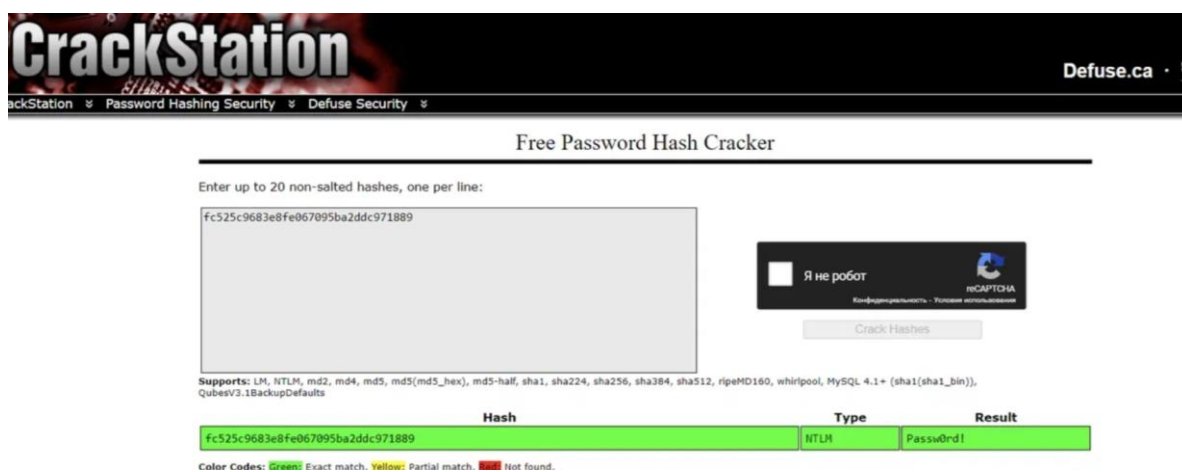 CrackStation
Defuse.ca ·
ackStation Password Hashing Security Defuse Security
Free Password Hash Cracker
Enter up to 20 non-salted hashes, one per line:
fc525c9683e8fe067095ba2ddc971889
Я не робот
reCAPTCHA
Конфиденциальность - Условия использования
Crack Hashes
Supports: LM, NTLM, md2, md4, md5, md5(md5_hex), md5-half, sha1, sha224, sha256, sha384, sha512, ripeMD160, whirlpool, MySQL 4.1+ (sha1(sha1_bin)),
QubesV3.1BackupDefaults
Hash Type Result
fc525c9683e8fe067095ba2ddc971889 NTLM Passw0rd!
Color Codes: Green: Exact match, Yellow: Partial match, Red: Not found.